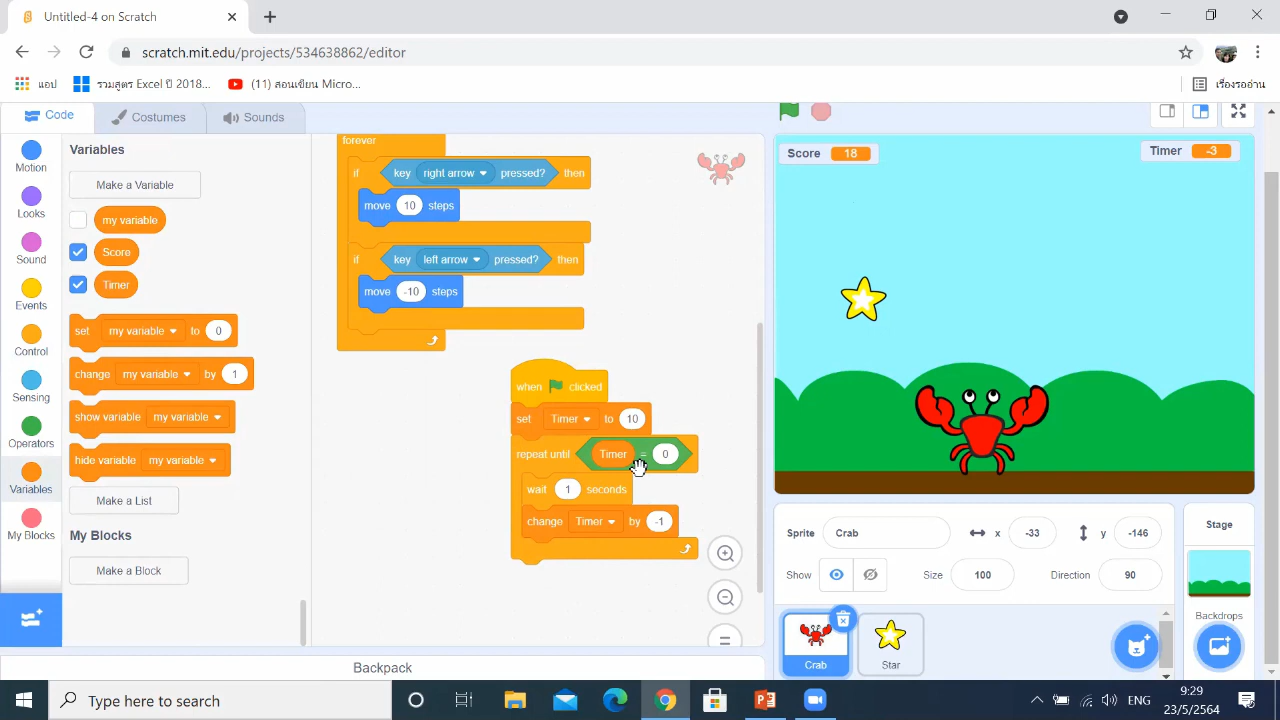 Untitled-4 on Scratch
scratch.mit.edu/projects/534638862/editor
แอป
รวมสูตร Excel ปี 2018...
(11) สอนเขียน Micro...
เรื่องรออ่าน
Code
Costumes
Sounds
Motion
Looks
Sound
Events
Control
Sensing
Operators
Variables
My Blocks
Variables
Make a Variable
my variable
Score
Timer
set my variable to 0
change my variable by 1
show variable my variable
hide variable my variable
Make a List
My Blocks
Make a Block
forever
if key right arrow pressed? then
move 10 steps
if key left arrow pressed? then
move -10 steps
when clicked
set Timer to 10
repeat until Timer = 0
wait 1 seconds
change Timer by -1
Backpack
Score 18
Timer -3
Sprite Crab x -33 y -146
Show Size 100 Direction 90
Crab
Star
Stage
Backdrops
Type here to search
ENG
9:29
23/5/2564